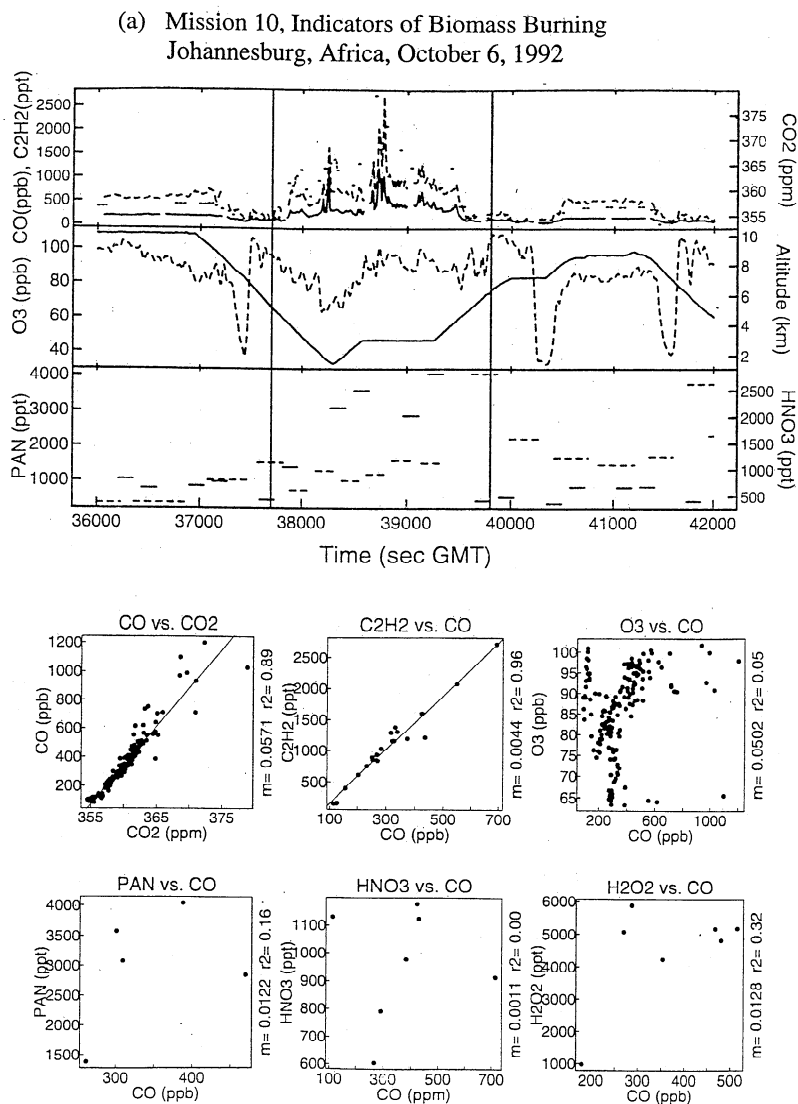 (a) Mission 10, Indicators of Biomass Burning
Johannesburg, Africa, October 6, 1992
CO(ppb), C2H2(ppt)
2500
2000
1500
1000
500
0
375
370
365
360
355
CO2 (ppm)
O3 (ppb)
100
80
60
40
10
8
6
4
2
Altitude (km)
PAN (ppt)
4000
3000
2000
1000
2500
2000
1500
1000
500
HNO3 (ppt)
36000 37000 38000 39000 40000 41000 42000
Time (sec GMT)
CO vs. CO2
CO (ppb)
1200
1000
800
600
400
200
355 365 375
CO2 (ppm)
m= 0.0571 r2= 0.89
C2H2 vs. CO
C2H2 (ppt)
2500
2000
1500
1000
500
100 300 500 700
CO (ppb)
m= 0.0044 r2= 0.96
O3 vs. CO
O3 (ppb)
100
95
90
85
80
75
70
65
200 600 1000
CO (ppb)
m= 0.0502 r2= 0.05
PAN vs. CO
PAN (ppt)
4000
3500
3000
2500
2000
1500
300 400
CO (ppb)
m= 0.0122 r2= 0.16
HNO3 vs. CO
HNO3 (ppt)
1100
1000
900
800
700
600
100 300 500 700
CO (ppm)
m= 0.0011 r2= 0.00
H2O2 vs. CO
H2O2 (ppt)
6000
5000
4000
3000
2000
1000
200 300 400 500
CO (ppb)
m= 0.0128 r2= 0.32